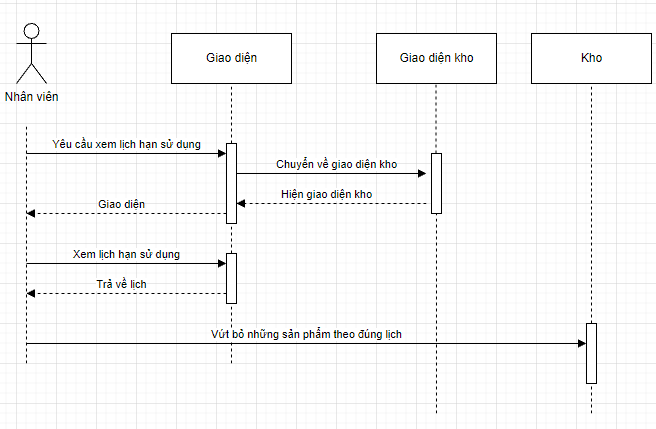 Giao diện
Giao diện kho
Kho
Nhân viên
Yêu cầu xem lịch hạn sử dụng
Chuyển về giao diện kho
Hiện giao diện kho
Giao diện
Xem lịch hạn sử dụng
Trả về lịch
Vứt bỏ những sản phẩm theo đúng lịch